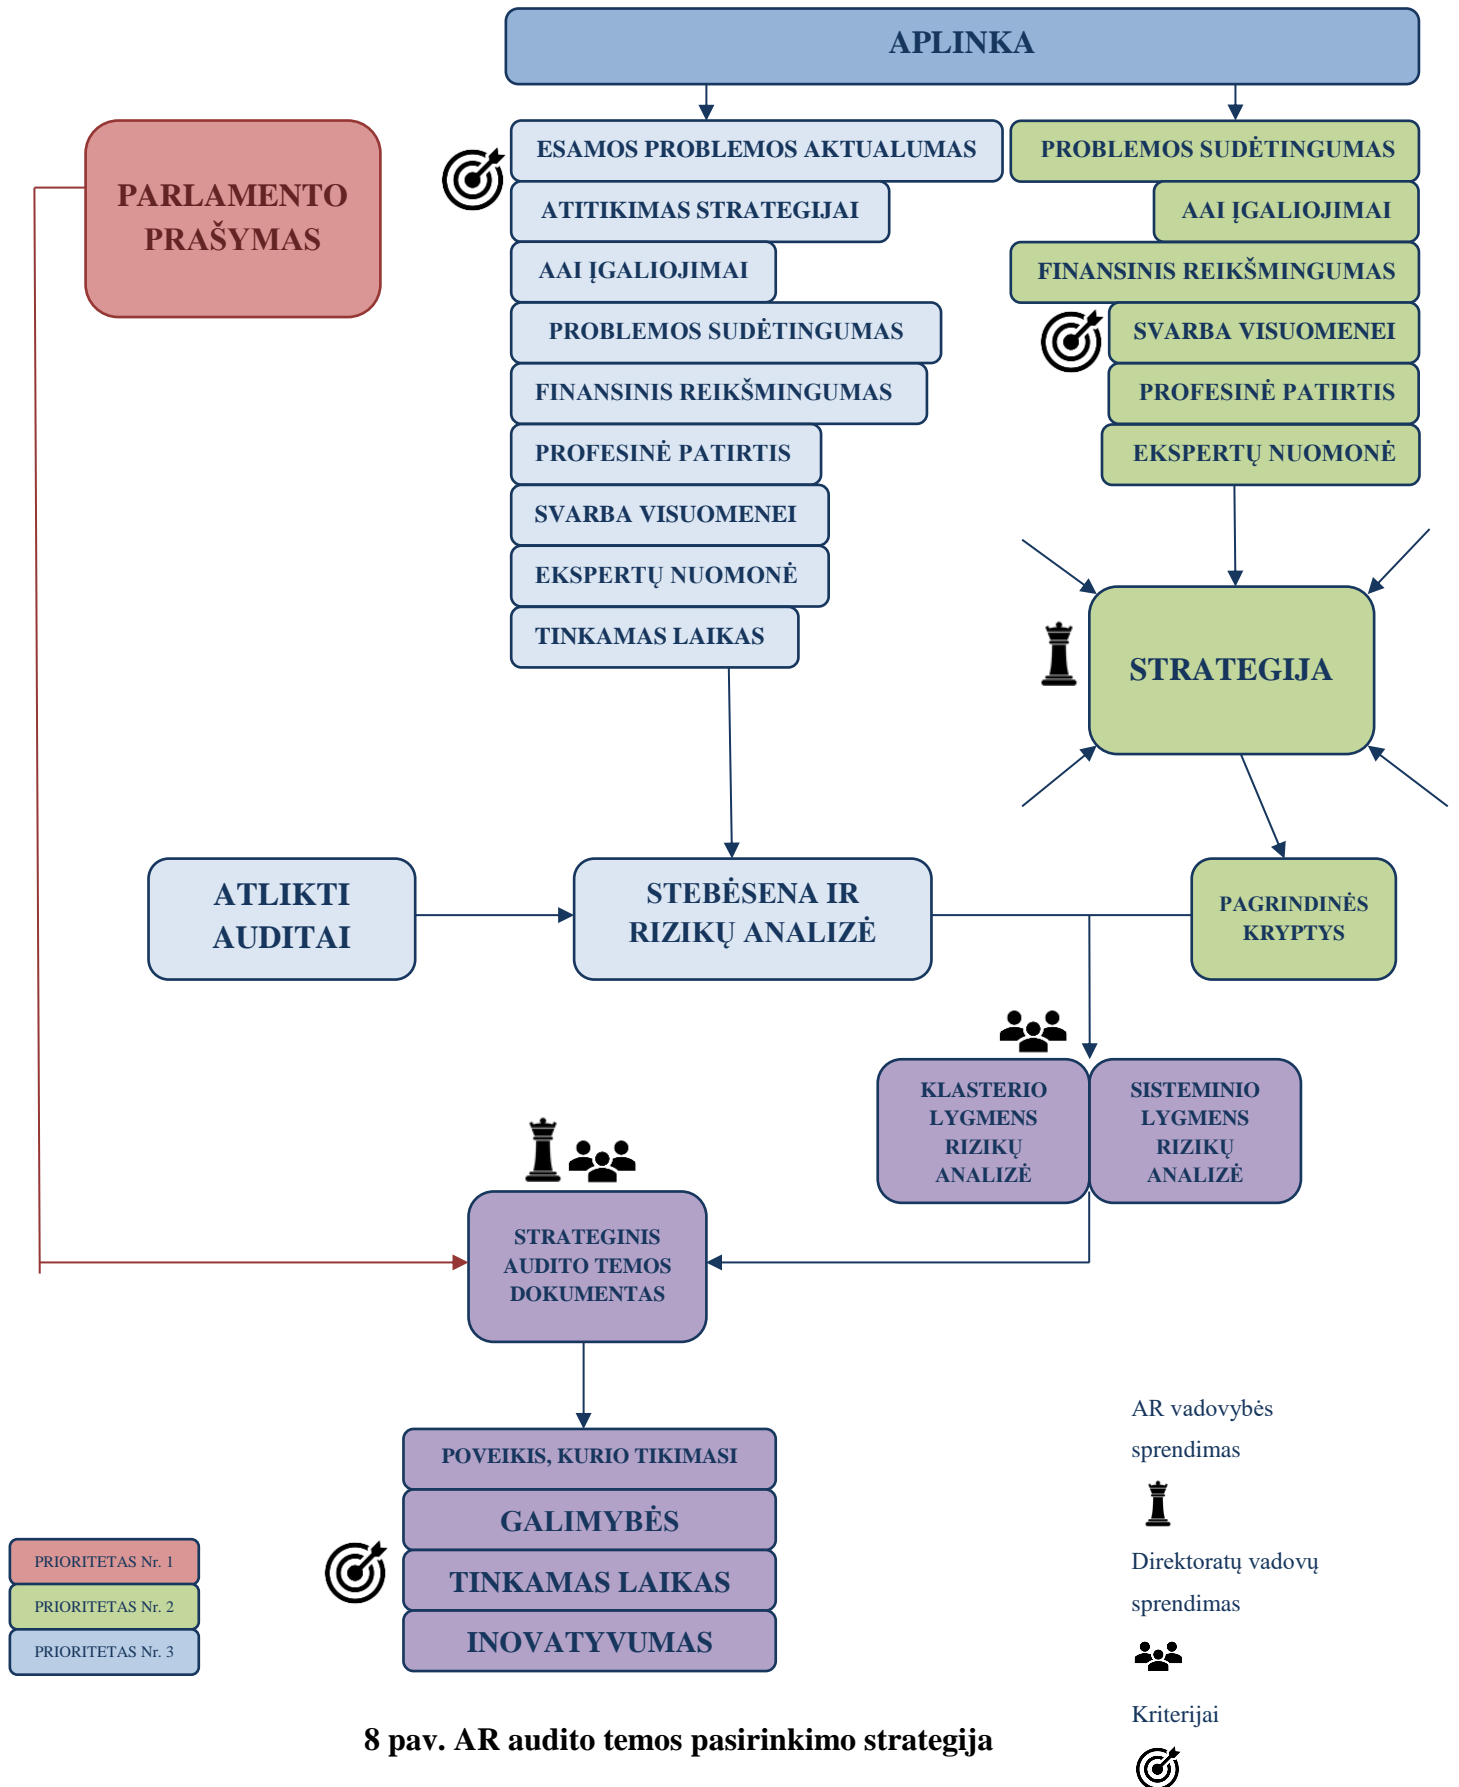 APLINKA
PARLAMENTO
PRAŠYMAS
ESAMOS PROBLEMOS AKTUALUMAS
ATITIKIMAS STRATEGIJAI
AAI ĮGALIOJIMAI
PROBLEMOS SUDĖTINGUMAS
FINANSINIS REIKŠMINGUMAS
PROFESINĖ PATIRTIS
SVARBA VISUOMENEI
EKSPERTŲ NUOMONĖ
TINKAMAS LAIKAS
PROBLEMOS SUDĖTINGUMAS
AAI ĮGALIOJIMAI
FINANSINIS REIKŠMINGUMAS
SVARBA VISUOMENEI
PROFESINĖ PATIRTIS
EKSPERTŲ NUOMONĖ
STRATEGIJA
ATLIKTI
AUDITAI
STEBĖSENA IR
RIZIKŲ ANALIZĖ
PAGRINDINĖS
KRYPTYS
KLASTERIO
LYGMENS
RIZIKŲ
ANALIZĖ
SISTEMINIO
LYGMENS
RIZIKŲ
ANALIZĖ
STRATEGINIS
AUDITO TEMOS
DOKUMENTAS
POVEIKIS, KURIO TIKIMASI
GALIMYBĖS
TINKAMAS LAIKAS
INOVATYVUMAS
PRIORITETAS Nr. 1
PRIORITETAS Nr. 2
PRIORITETAS Nr. 3
AR vadovybės
sprendimas
Direktoratų vadovų
sprendimas
Kriterijai
8 pav. AR audito temos pasirinkimo strategija